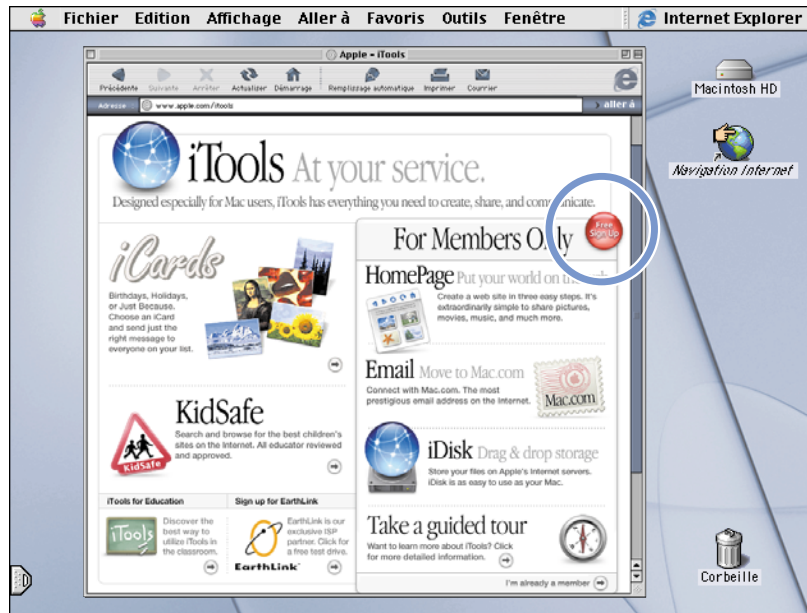 Fichier Edition Affichage Aller à Favoris Outils Fenêtre Internet Explorer
Apple - iTools
Précédente Suivante Arrêter Actualiser Démarrage Remplissage automatique Imprimer Courrier
Adresse www.apple.com/itools aller à
Macintosh HD
Navigation Internet
iTools At your service.
Designed especially for Mac users, iTools has everything you need to create, share, and communicate.
Free
Sign Up
iCards
Birthdays, Holidays,
or Just Because.
Choose an iCard
and send just the
right message to
everyone on your list.
KidSafe
Search and browse for the best children's
sites on the Internet. All educator reviewed
and approved.
KidSafe
iTools for Education
iTools
Discover the
best way to
utilize iTools in
the classroom.
Sign up for EarthLink
EarthLink
EarthLink is our
exclusive ISP
partner. Click for
a free test drive.
For Members Only
HomePage Put your world on the
Create a web site in three easy steps. It's
extraordinarily simple to share pictures,
movies, music, and much more.
Email Move to Mac.com
Connect with Mac.com. The most
prestigious email address on the Internet.
Mac.com
iDisk Drag & drop storage
Store your files on Apple's Internet servers.
iDisk is as easy to use as your Mac.
Take a guided tour
Want to learn more about iTools? Click
for more detailed information.
I'm already a member
Corbeille